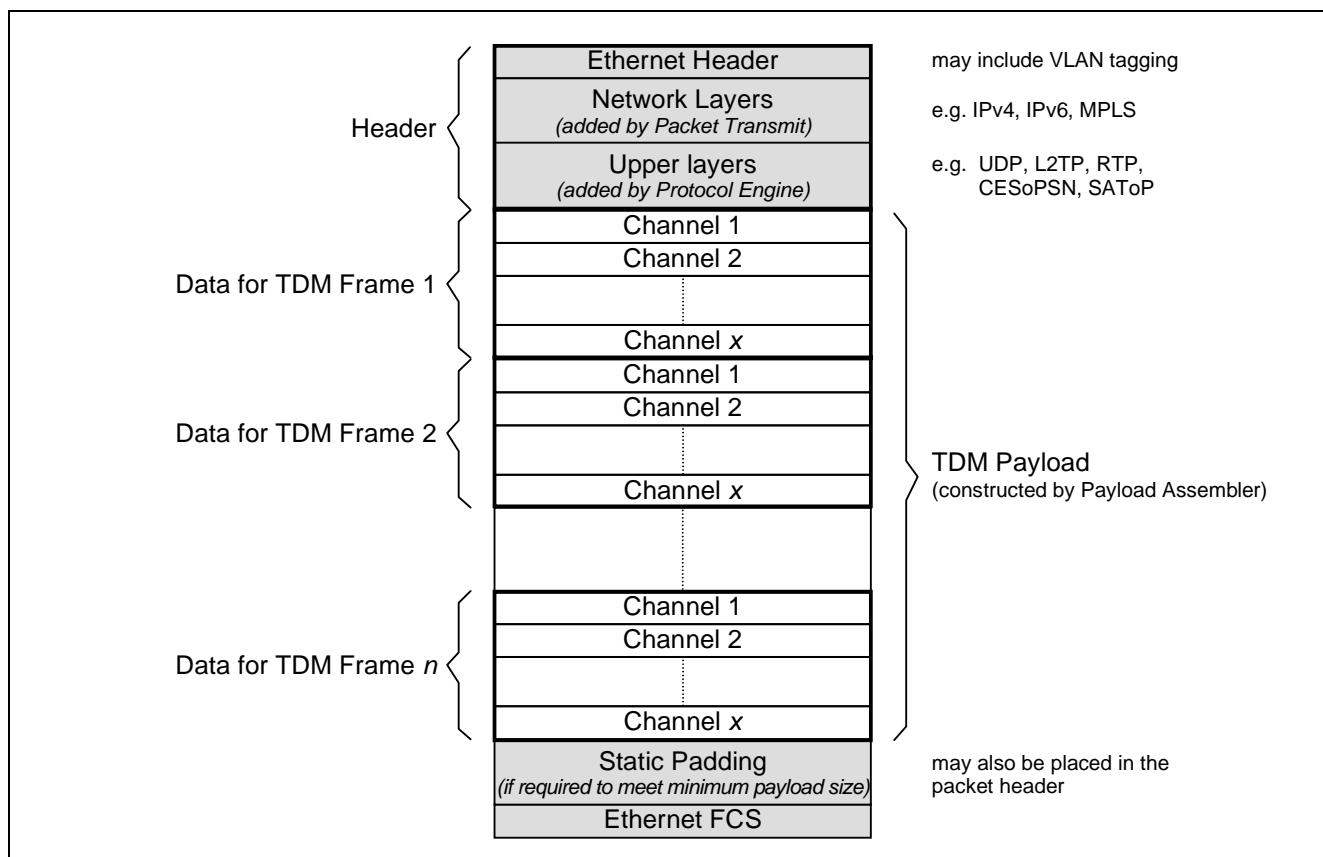 Ethernet Header
may include VLAN tagging
Network Layers
(added by Packet Transmit)
e.g. IPv4, IPv6, MPLS
Header
Upper layers
(added by Protocol Engine)
e.g. UDP, L2TP, RTP,
CESoPSN, SAToP
Channel 1
Channel 2
Data for TDM Frame 1
Channel x
Channel 1
Channel 2
Data for TDM Frame 2
Channel x
TDM Payload
(constructed by Payload Assembler)
Channel 1
Channel 2
Data for TDM Frame n
Channel x
Static Padding
(if required to meet minimum payload size)
may also be placed in the
packet header
Ethernet FCS